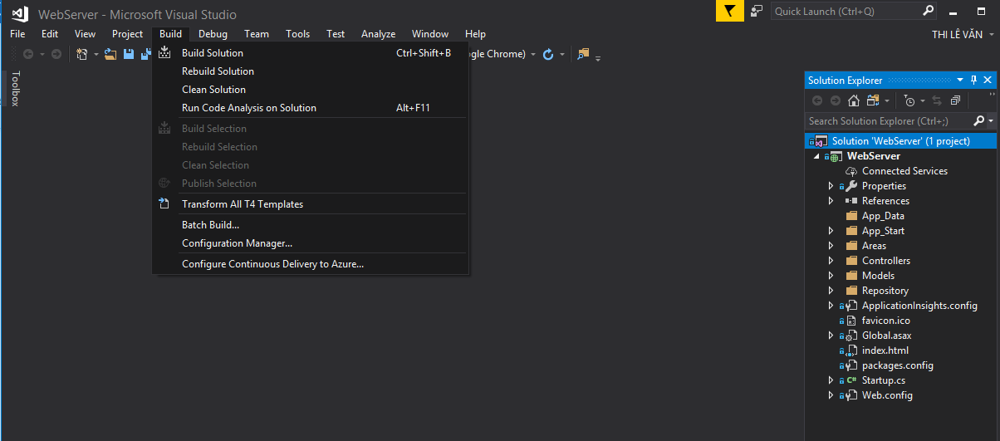 WebServer - Microsoft Visual Studio
Quick Launch (Ctrl+Q)
File Edit View Project Build Debug Team Tools Test Analyze Window Help
THI LÊ VĂN
Toolbox
Build Solution Ctrl+Shift+B
Rebuild Solution
Clean Solution
Run Code Analysis on Solution Alt+F11
Build Selection
Rebuild Selection
Clean Selection
Publish Selection
Transform All T4 Templates
Batch Build...
Configuration Manager...
Configure Continuous Delivery to Azure...
gle Chrome)
Solution Explorer
Search Solution Explorer (Ctrl+;)
Solution 'WebServer' (1 project)
WebServer
Connected Services
Properties
References
App_Data
App_Start
Areas
Controllers
Models
Repository
ApplicationInsights.config
favicon.ico
Global.asax
index.html
packages.config
C# Startup.cs
Web.config